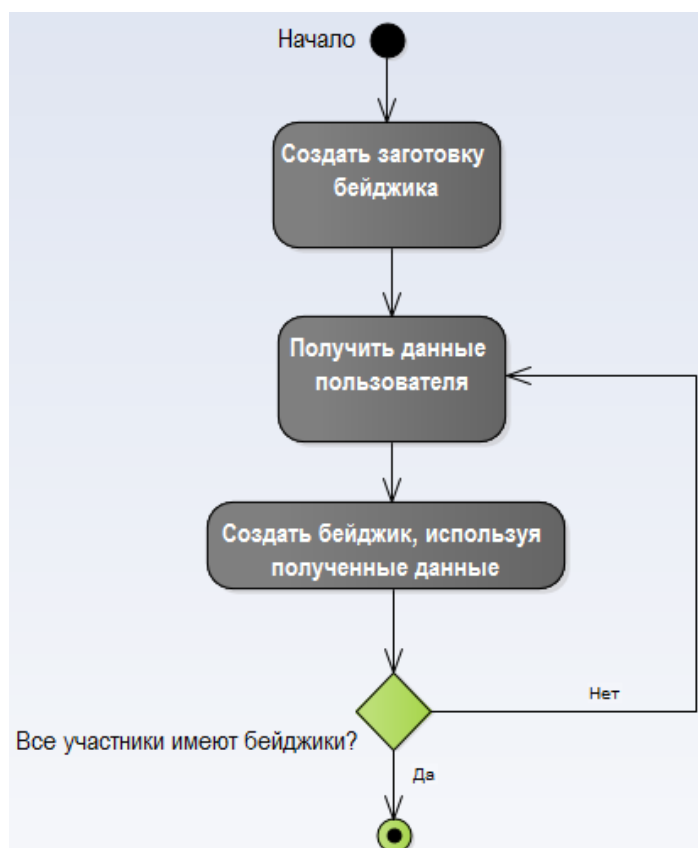 Начало
Создать заготовку
бейджика
Получить данные
пользователя
Создать бейджик, используя
полученные данные
Нет
Все участники имеют бейджики?
Да